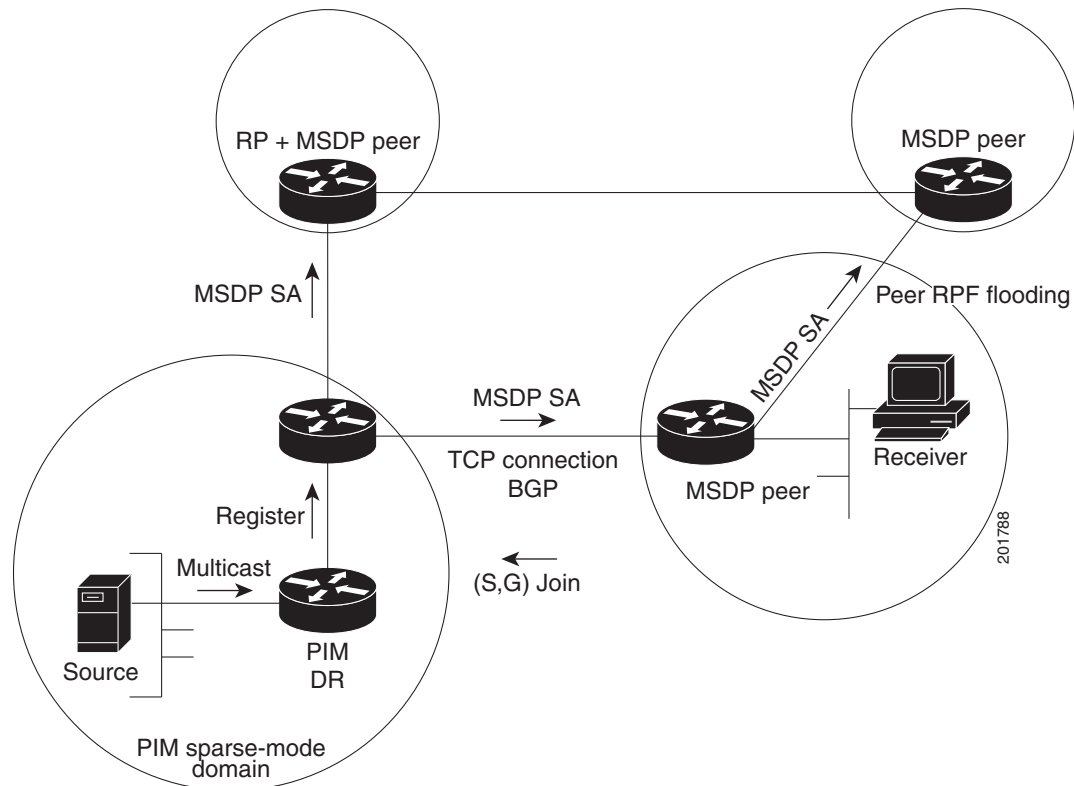 RP + MSDP peer
MSDP peer
MSDP SA
Peer RPF flooding
MSDP SA
MSDP SA
TCP connection
BGP
MSDP peer
Receiver
Register
Multicast
(S,G) Join
201788
Source
PIM
DR
PIM sparse-mode
domain